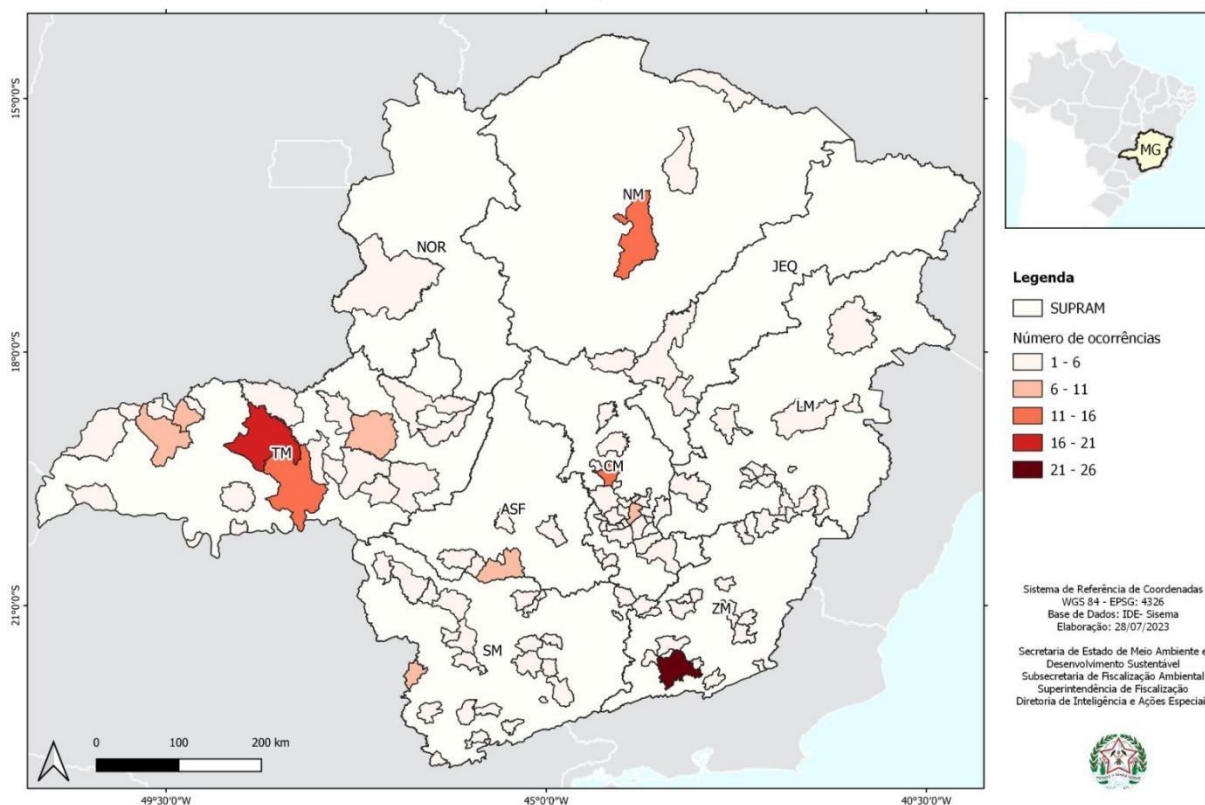 15°0'0"S
18°0'0"S
21°0'0"S
NM
NOR
JEQ
LM
TM
CM
ASF
ZM
SM
0 100 200 km
49°30'0"W
45°0'0"W
40°30'0"W
MG
Legenda
SUPRAM
Número de ocorrências
1 - 6
6 - 11
11 - 16
16 - 21
21 - 26
Sistema de Referência de Coordenadas
WGS 84 - EPSG: 4326
Base de Dados: IDE- Sisema
Elaboração: 28/07/2023
Secretaria de Estado de Meio Ambiente e
Desenvolvimento Sustentável
Subsecretaria de Fiscalização Ambiental
Superintendência de Fiscalização
Diretoria de Inteligência e Ações Especiai